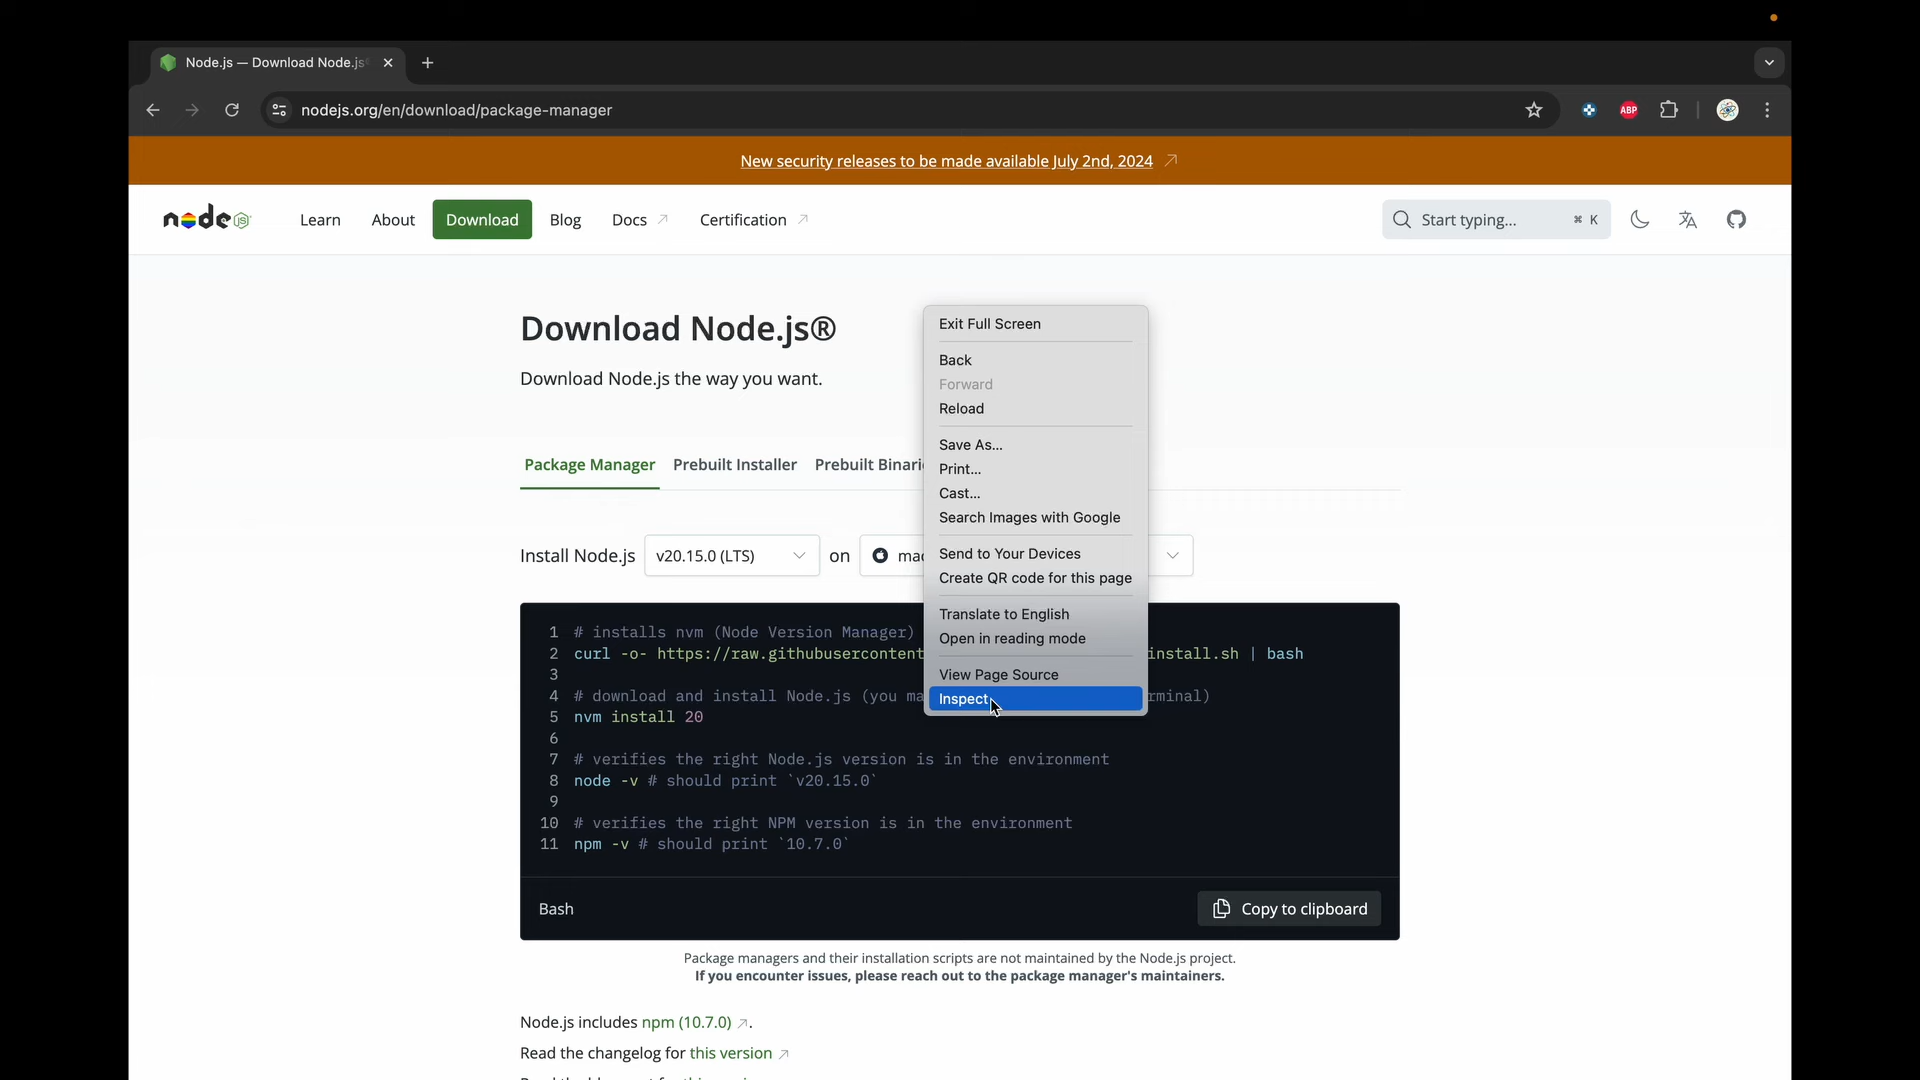 Node.js — Download Node.js
nodejs.org/en/download/package-manager
ABP
New security releases to be made available July 2nd, 2024
node JS
Learn
About
Download
Blog
Docs
Certification
Start typing...
⌘ K
Download Node.js®
Download Node.js the way you want.
Package Manager
Prebuilt Installer
Prebuilt Binari
Install Node.js
v20.15.0 (LTS)
on
mac
1 # installs nvm (Node Version Manager)
2 curl -o- https://raw.githubusercontent install.sh | bash
3
4 # download and install Node.js (you ma rminal)
5 nvm install 20
6
7 # verifies the right Node.js version is in the environment
8 node -v # should print `v20.15.0`
9
10 # verifies the right NPM version is in the environment
11 npm -v # should print `10.7.0`
Bash
Copy to clipboard
Exit Full Screen
Back
Forward
Reload
Save As...
Print...
Cast...
Search Images with Google
Send to Your Devices
Create QR code for this page
Translate to English
Open in reading mode
View Page Source
Inspect
Package managers and their installation scripts are not maintained by the Node.js project.
If you encounter issues, please reach out to the package manager's maintainers.
Node.js includes npm (10.7.0).
Read the changelog for this version